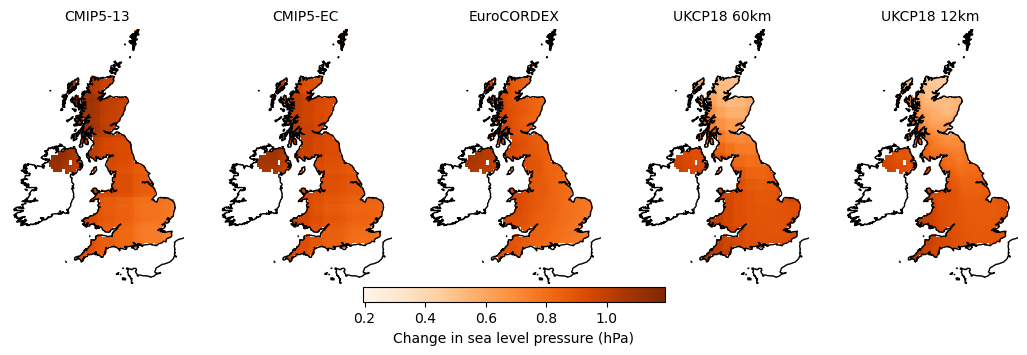 CMIP5-13 CMIP5-EC EuroCORDEX UKCP18 60km UKCP18 12km
0.2 0.4 0.6 0.8 1.0
Change in sea level pressure (hPa)